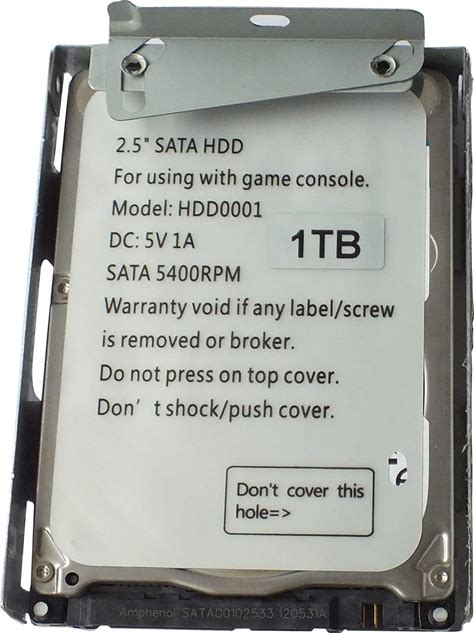 2.5" SATA HDD
For using with game console.
Model: HDD0001
DC: 5V 1A
1TB
SATA 5400RPM
Warranty void if any label/screw
is removed or broker.
Do not press on top cover.
Don't shock/push cover.
Don't cover this
hole=>
Amphenol SATA00102533 120531A